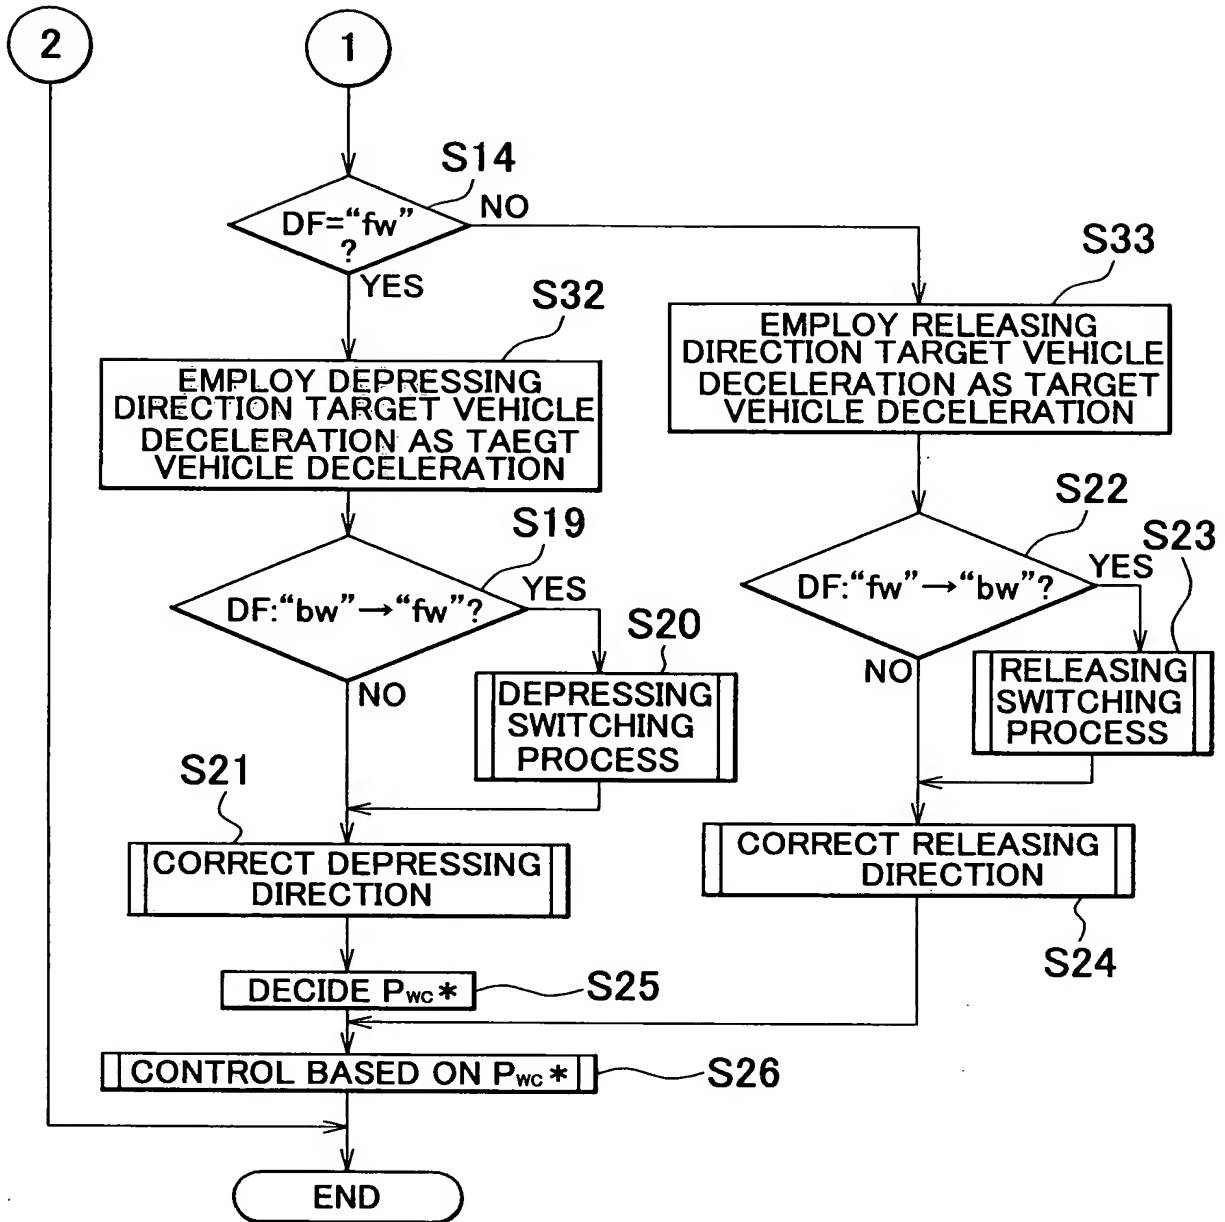 2
1
S14
DF="fw"
?
NO
YES
S33
EMPLOY RELEASING
DIRECTION TARGET VEHICLE
DECELERATION AS TARGET
VEHICLE DECELERATION
S32
EMPLOY DEPRESSING
DIRECTION TARGET VEHICLE
DECELERATION AS TAEGT
VEHICLE DECELERATION
S19
DF:"bw"→"fw"?
YES
NO
S22
DF:"fw"→"bw"?
YES
NO
S23
RELEASING
SWITCHING
PROCESS
S20
DEPRESSING
SWITCHING
PROCESS
S21
CORRECT DEPRESSING
DIRECTION
CORRECT RELEASING
DIRECTION
S24
DECIDE PWC*
S25
CONTROL BASED ON PWC*
S26
END